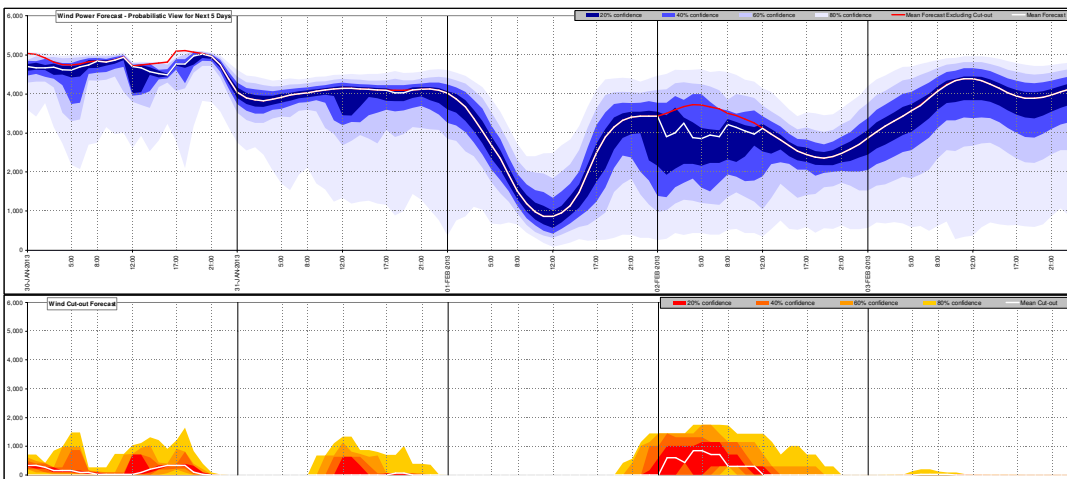 Wind Power Forecast - Probabilistic View for Next 5 Days
20% confidence 40% confidence 60% confidence 80% confidence Mean Forecast Excluding Cut-out Mean Forecast
6,000
5,000
4,000
3,000
2,000
1,000
0
30-JAN-2013 5:00 8:00 12:00 17:00 21:00 31-JAN-2013 5:00 8:00 12:00 17:00 21:00 01-FEB-2013 5:00 8:00 12:00 17:00 21:00 02-FEB-2013 5:00 8:00 12:00 17:00 21:00 03-FEB-2013 5:00 8:00 12:00 17:00 21:00
Wind Cut-out Forecast
20% confidence 40% confidence 60% confidence 80% confidence Mean Cut-out
6,000
5,000
4,000
3,000
2,000
1,000
0